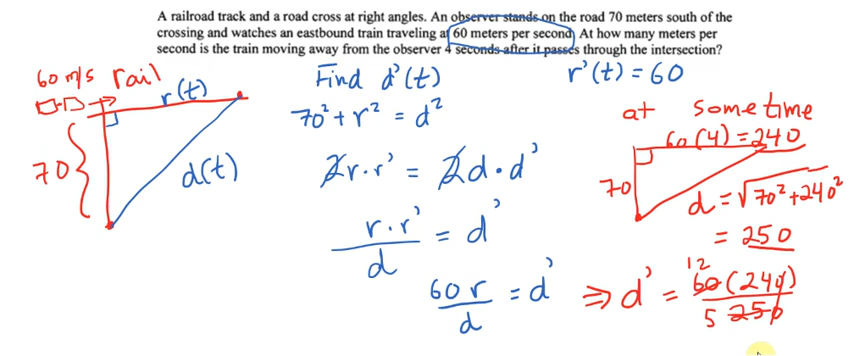 A railroad track and a road cross at right angles. An observer stands on the road 70 meters south of the
crossing and watches an eastbound train traveling at 60 meters per second. At how many meters per
second is the train moving away from the observer 4 seconds after it passes through the intersection?
60 m/s rail
r(t)
70
d(t)
Find d'(t)
70² + r² = d²
2r · r' = 2d · d'
r · r' / d = d'
60 r / d = d'
r'(t) = 60
at some time
60(4) = 240
70
d = √70² + 240²
= 250
⇒ d' = 60(240) / 250
12
5